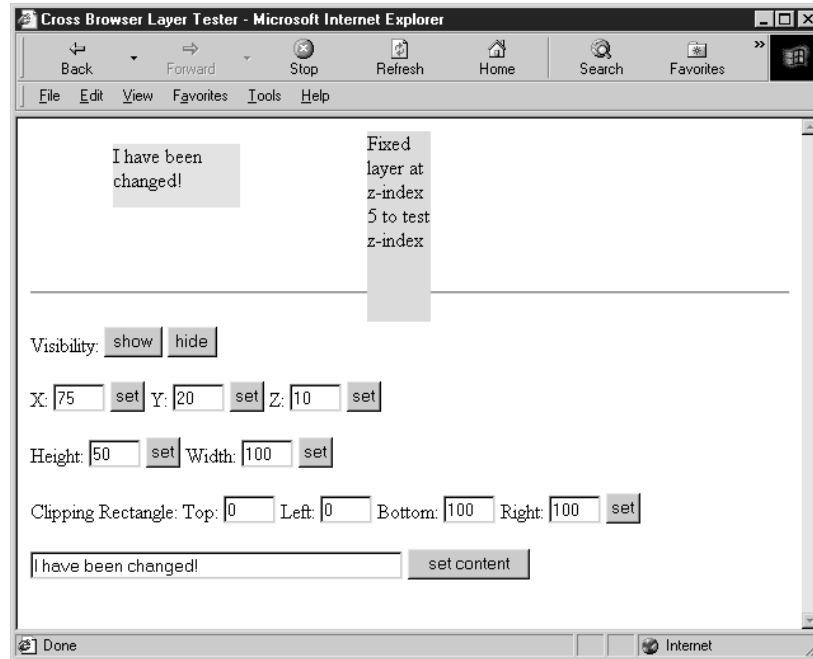 Cross Browser Layer Tester - Microsoft Internet Explorer
Back Forward Stop Refresh Home Search Favorites »
File Edit View Favorites Tools Help
I have been
changed!
Fixed
layer at
z-index
5 to test
z-index
Visibility: show hide
X: 75 set Y: 20 set Z: 10 set
Height: 50 set Width: 100 set
Clipping Rectangle: Top: 0 Left: 0 Bottom: 100 Right: 100 set
I have been changed! set content
Done Internet